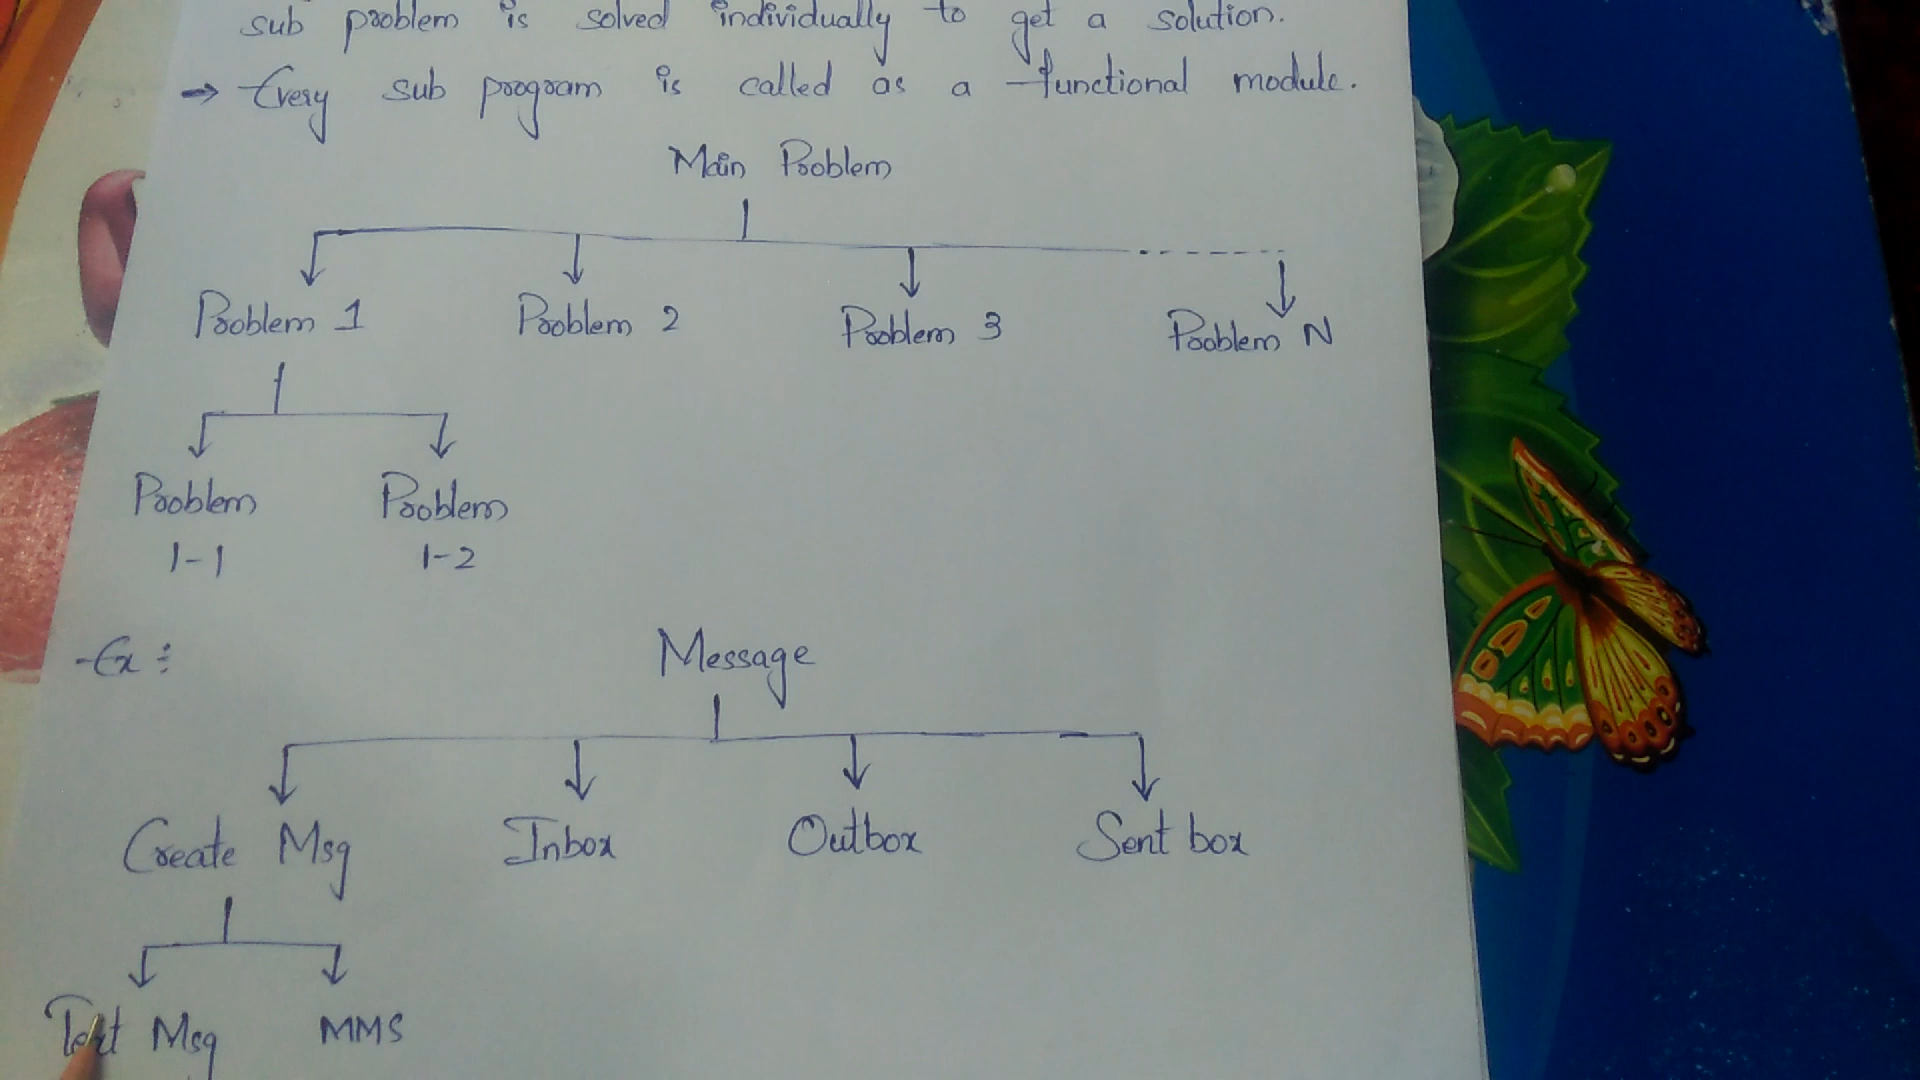 sub problem is solved individually to get a solution.
→ Every sub program is called as a functional module.
Main Problem
Problem 1 Problem 2 Problem 3 Problem N
Problem Problem
1-1 1-2
Ex :
Message
Create Msg Inbox Outbox Sent box
Text Msg MMS